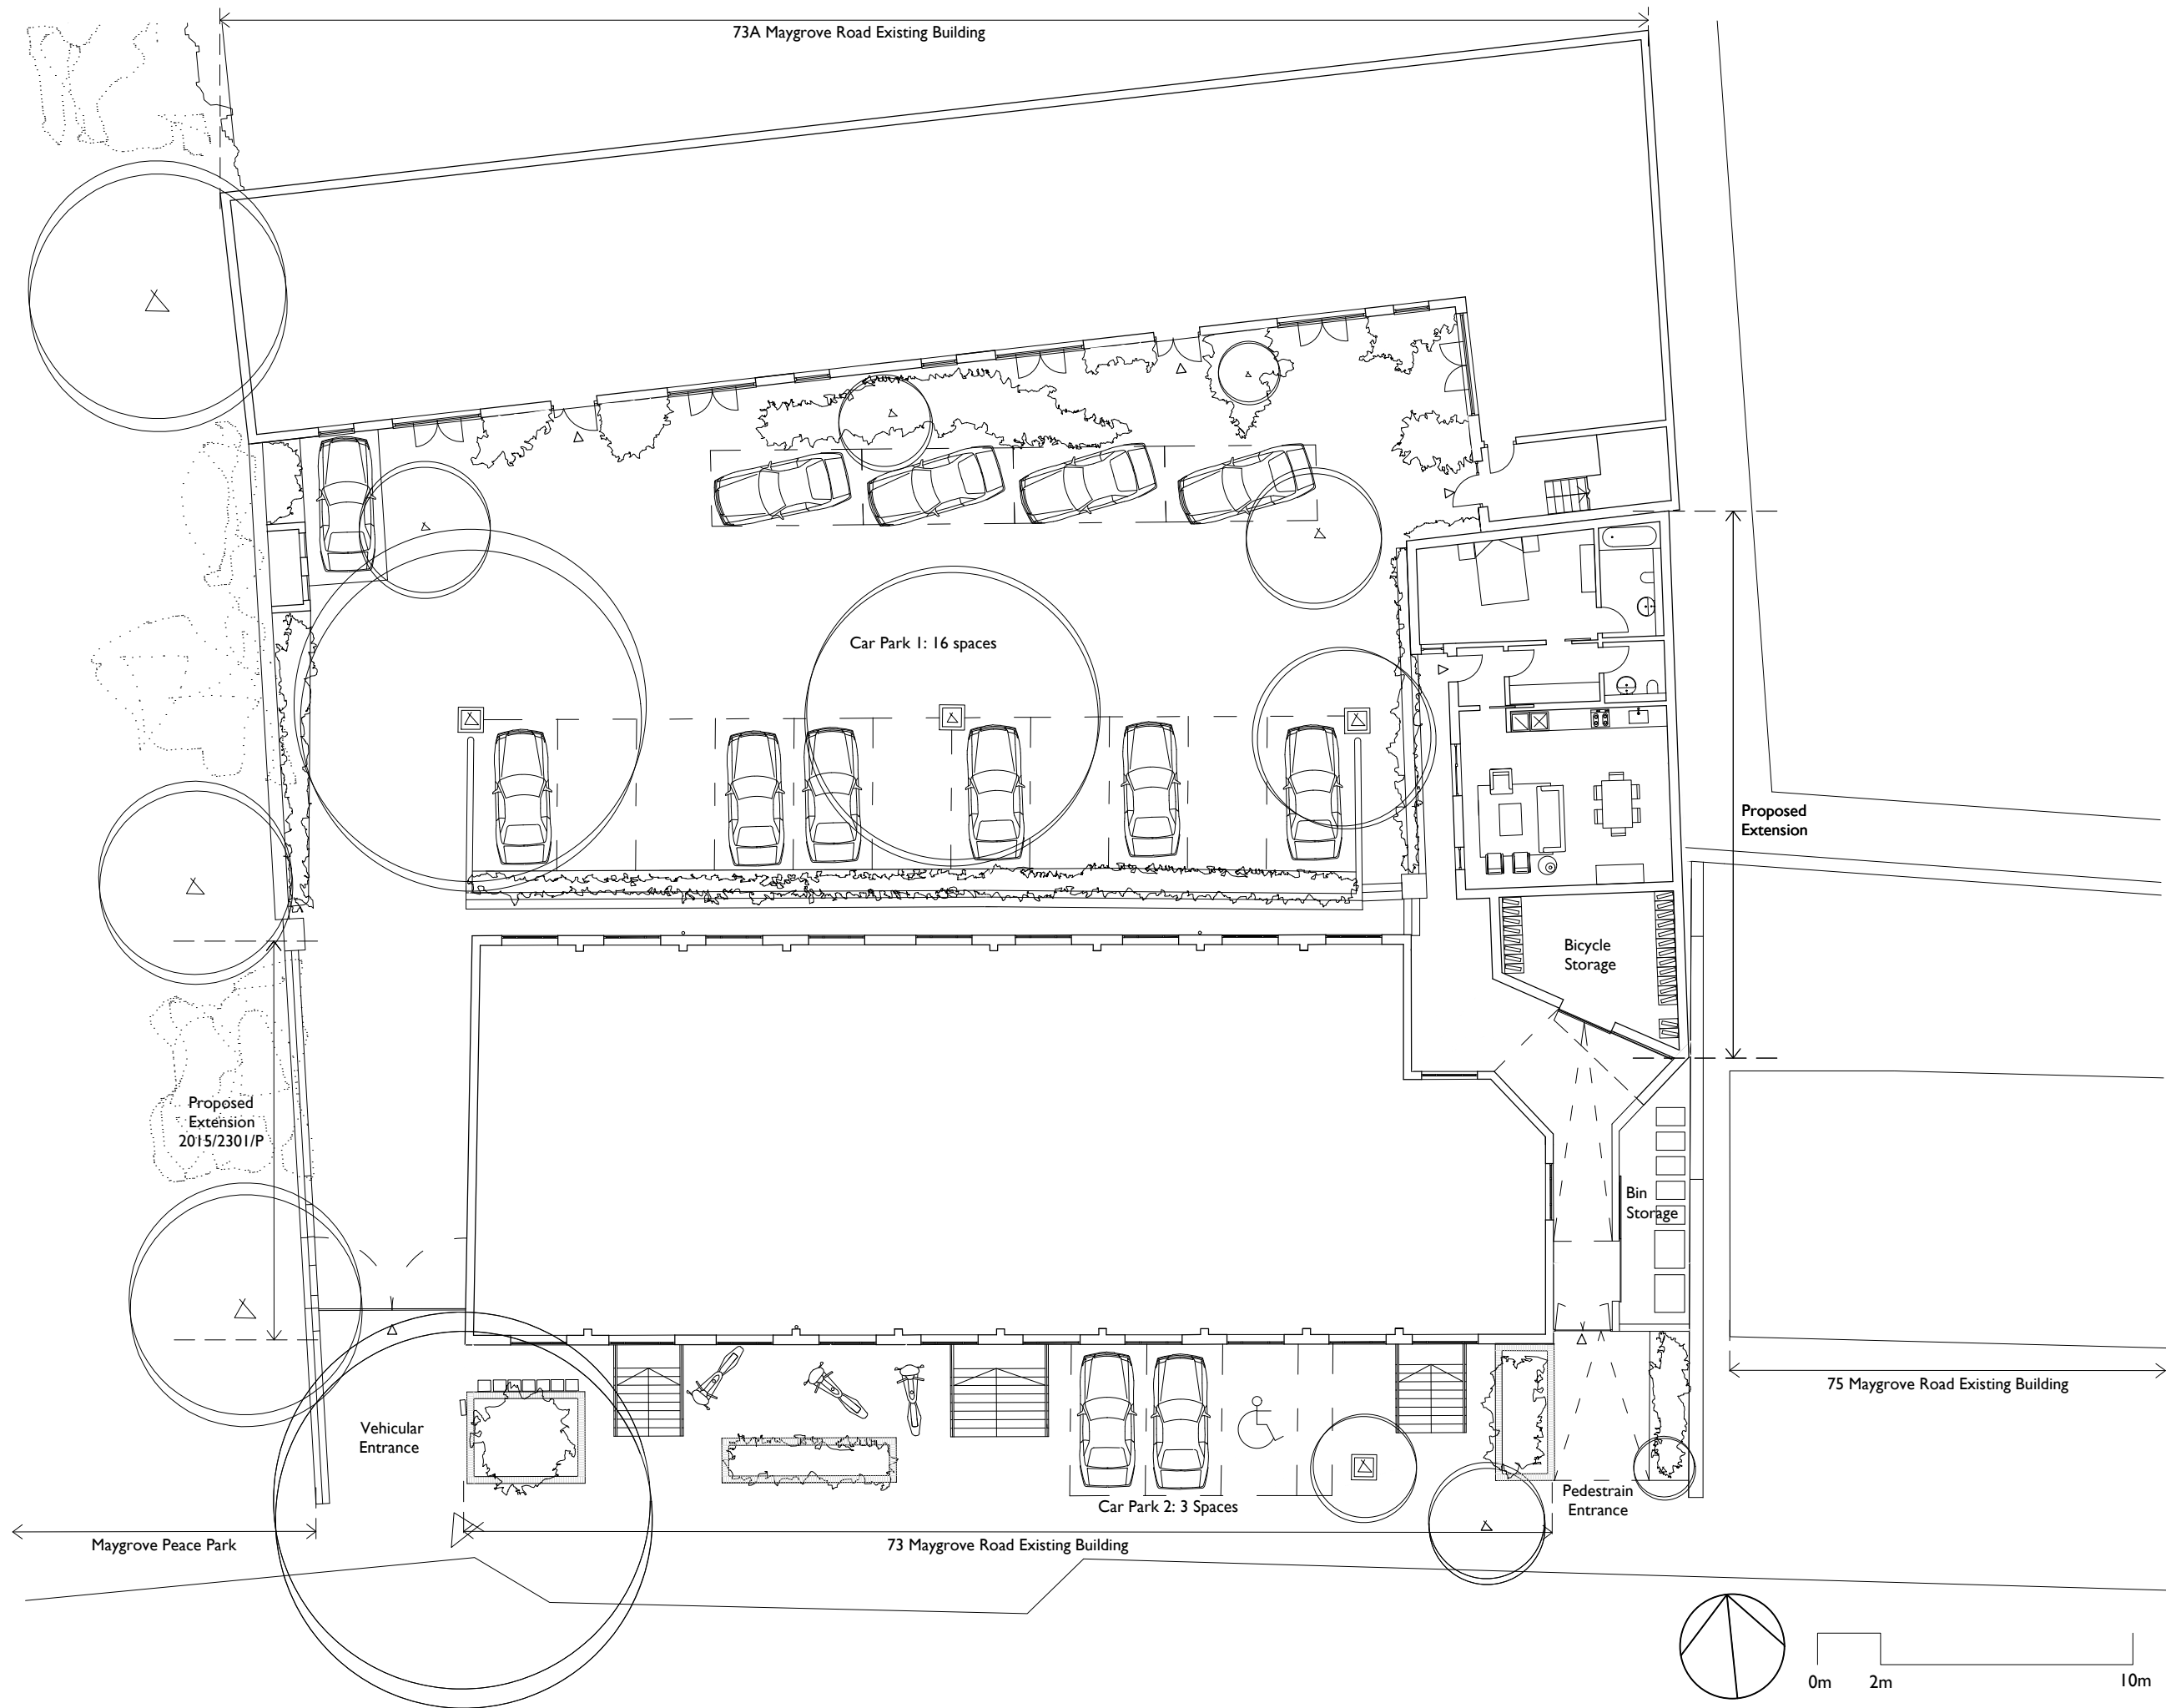 73A Maygrove Road Existing Building
Car Park 1: 16 spaces
Proposed
Extension
Bicycle
Storage
Proposed
Extension
2015/2301/P
Bin
Storage
75 Maygrove Road Existing Building
Vehicular
Entrance
Car Park 2: 3 Spaces
Pedestrain
Entrance
Maygrove Peace Park
73 Maygrove Road Existing Building
0m 2m 10m